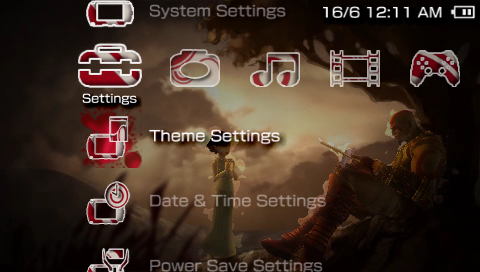 System Settings
16/6 12:11 AM
Settings
Theme Settings
Date & Time Settings
Power Save Settings